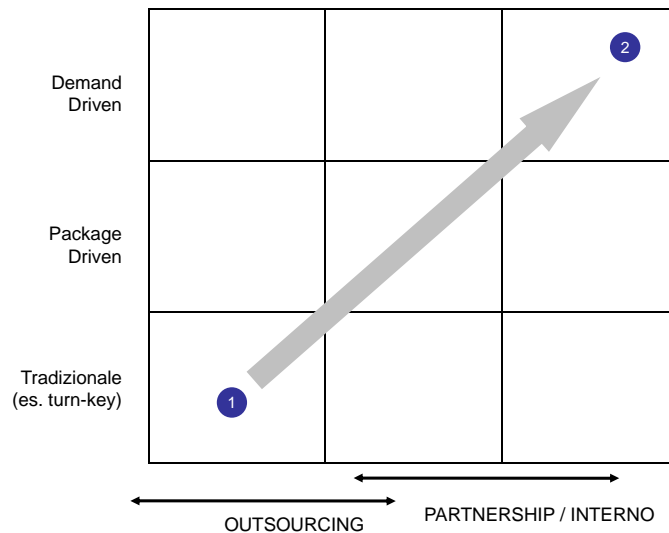 2
Demand
Driven
Package
Driven
Tradizionale
(es. turn-key)
1
OUTSOURCING
PARTNERSHIP / INTERNO